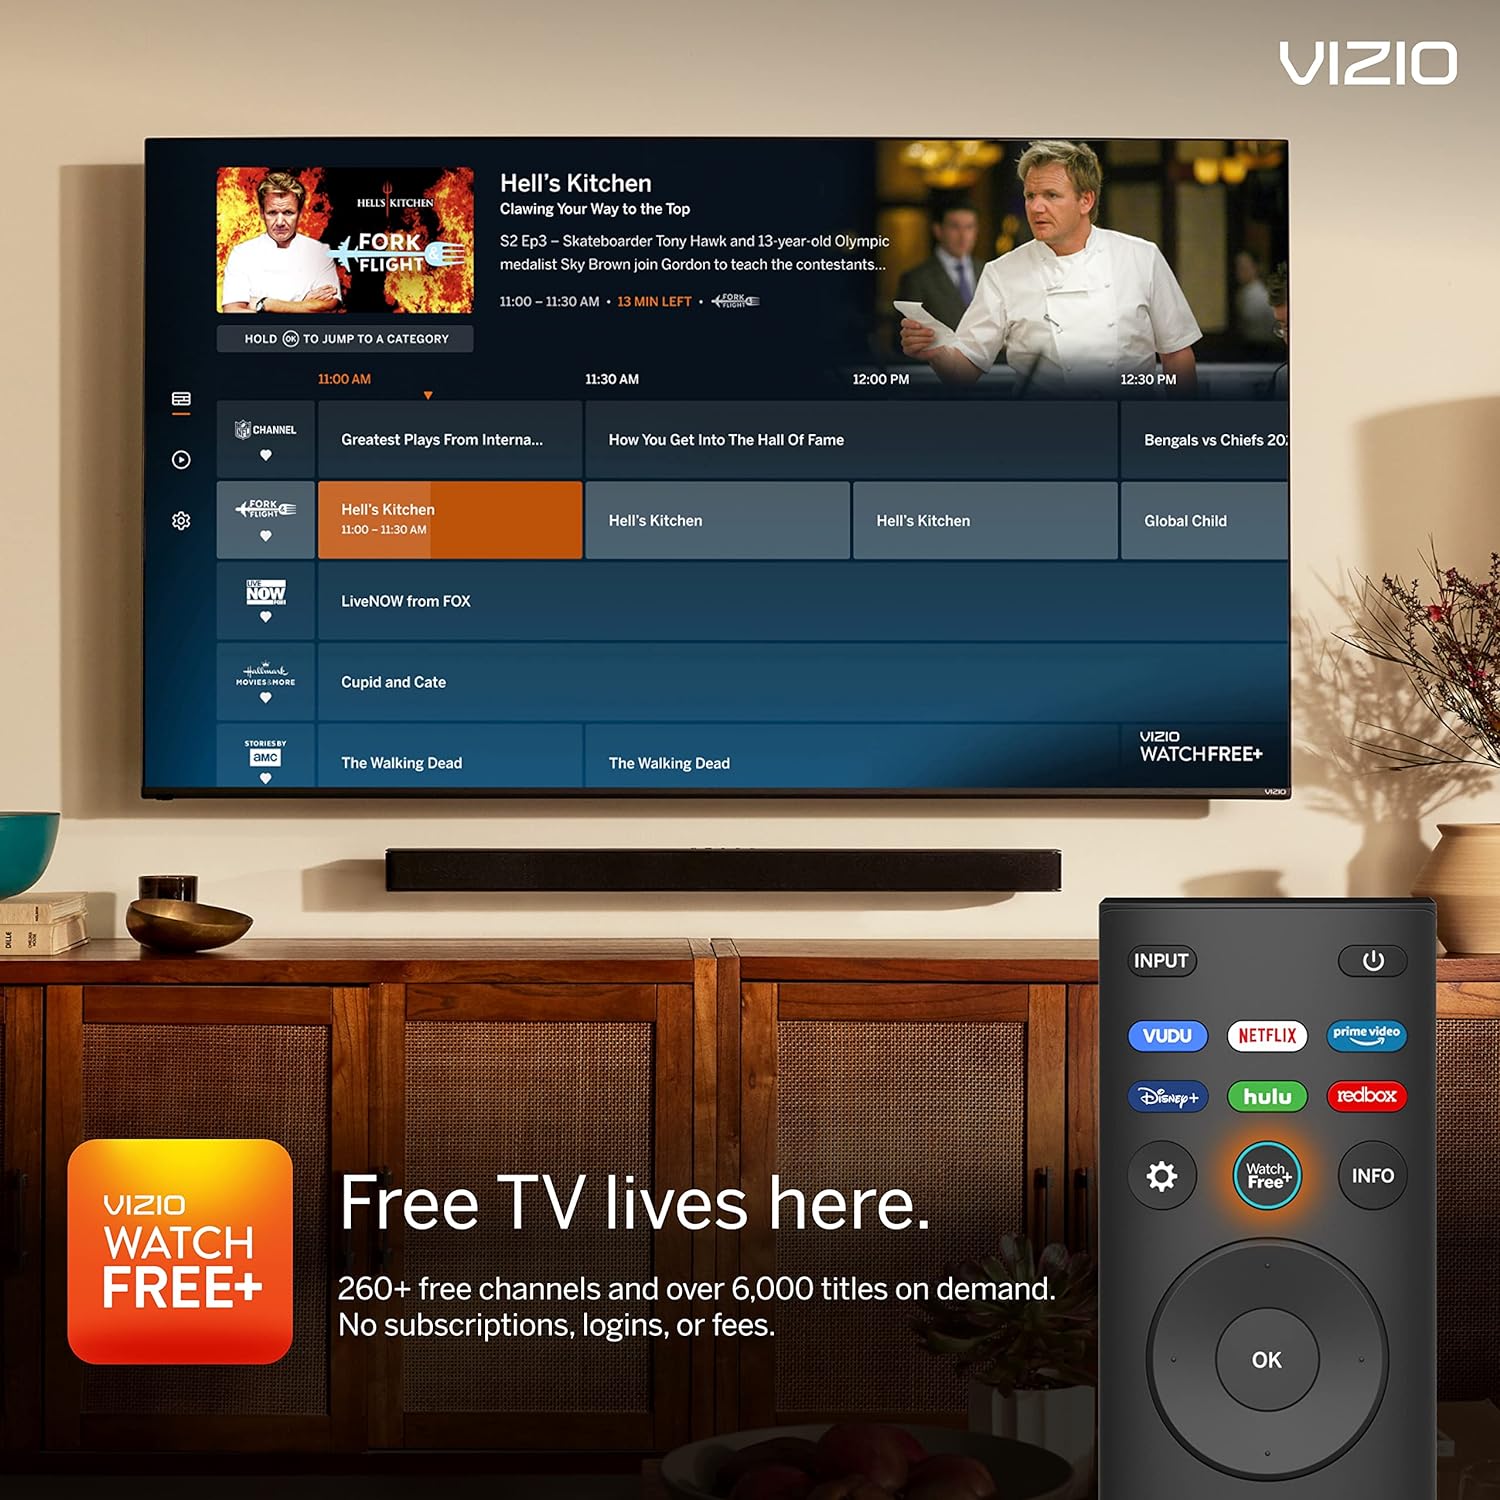 VIZIO
HELL'S KITCHEN
FORK
& FLIGHT
Hell's Kitchen
Clawing Your Way to the Top
S2 Ep3 – Skateboarder Tony Hawk and 13-year-old Olympic
medalist Sky Brown join Gordon to teach the contestants...
11:00 – 11:30 AM • 13 MIN LEFT • FORK & FLIGHT
HOLD OK TO JUMP TO A CATEGORY
11:00 AM 11:30 AM 12:00 PM 12:30 PM
NFL CHANNEL Greatest Plays From Interna... How You Get Into The Hall Of Fame Bengals vs Chiefs 202
FORK & FLIGHT Hell's Kitchen Hell's Kitchen Hell's Kitchen Global Child
11:00 – 11:30 AM
LIVE NOW FOX LiveNOW from FOX
Hallmark
MOVIES & MORE Cupid and Cate
STORIES BY
aMC The Walking Dead The Walking Dead
VIZIO
WATCHFREE+
VIZIO
INPUT
VUDU NETFLIX prime video
Disney+ hulu redbox
Watch
Free+
INFO
OK
VIZIO
WATCH
FREE+
Free TV lives here.
260+ free channels and over 6,000 titles on demand.
No subscriptions, logins, or fees.